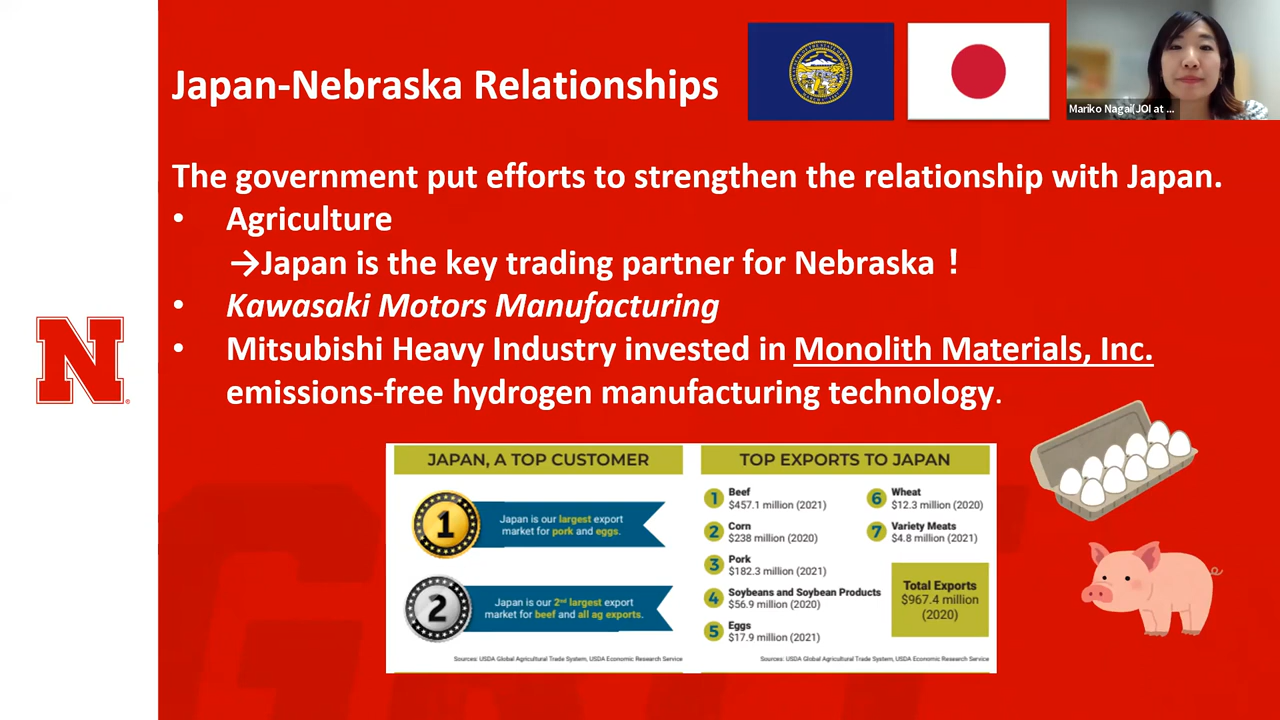 Japan-Nebraska Relationships
Mariko Nagai(JOI at ...
The government put efforts to strengthen the relationship with Japan.
• Agriculture
→Japan is the key trading partner for Nebraska！
• Kawasaki Motors Manufacturing
• Mitsubishi Heavy Industry invested in Monolith Materials, Inc.
emissions-free hydrogen manufacturing technology.
N
JAPAN, A TOP CUSTOMER
1
Japan is our largest export
market for pork and eggs.
2
Japan is our 2nd largest export
market for beef and all ag exports.
Sources: USDA Global Agricultural Trade System, USDA Economic Research Service
TOP EXPORTS TO JAPAN
1 Beef
$457.1 million (2021)
2 Corn
$238 million (2020)
3 Pork
$182.3 million (2021)
4 Soybeans and Soybean Products
$56.9 million (2020)
5 Eggs
$17.9 million (2021)
6 Wheat
$12.3 million (2020)
7 Variety Meats
$4.8 million (2021)
Total Exports
$967.4 million
(2020)
Sources: USDA Global Agricultural Trade System, USDA Economic Research Service